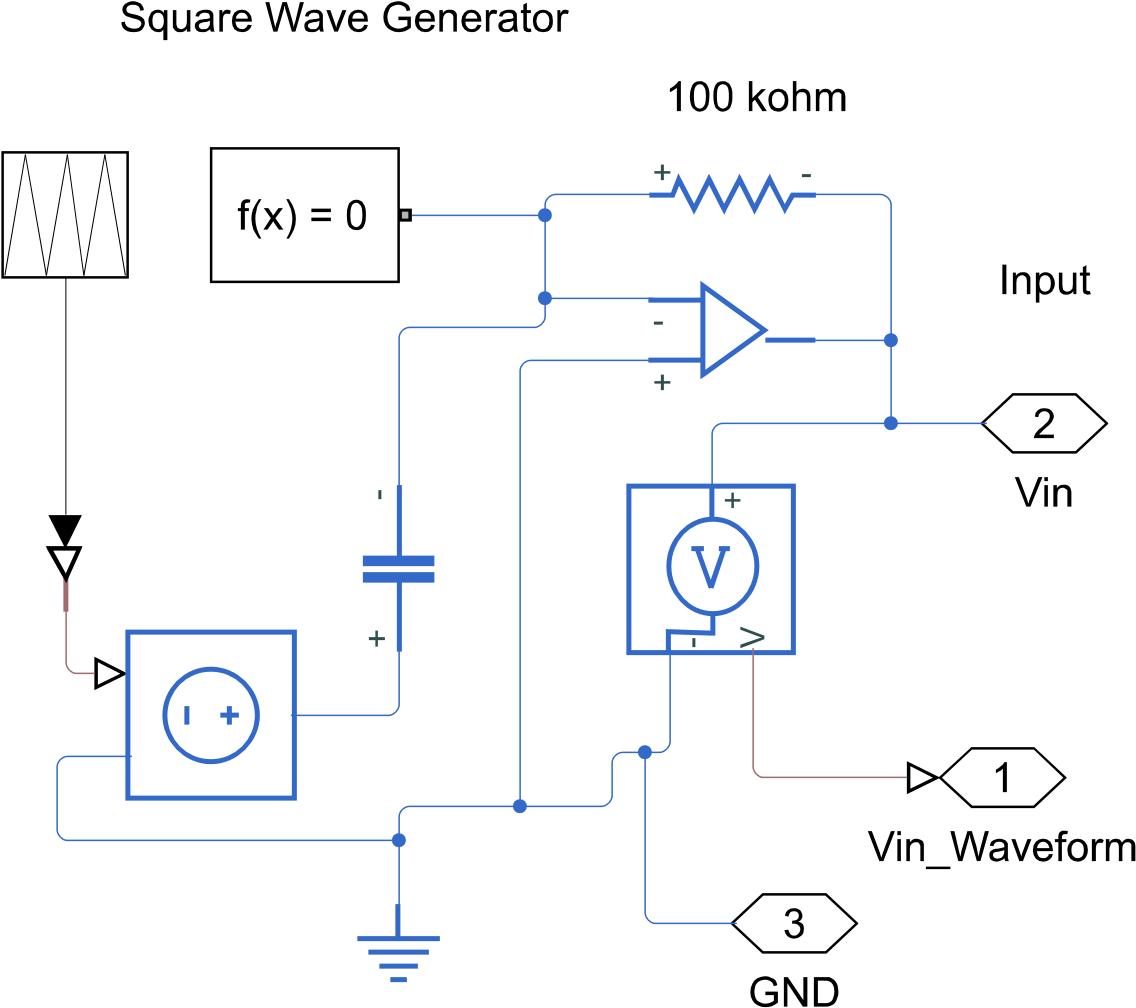 Square Wave Generator
100 kohm
+ -
f(x) = 0
Input
-
+
2
Vin
-
+
V
+
- V
- +
1
Vin_Waveform
3
GND